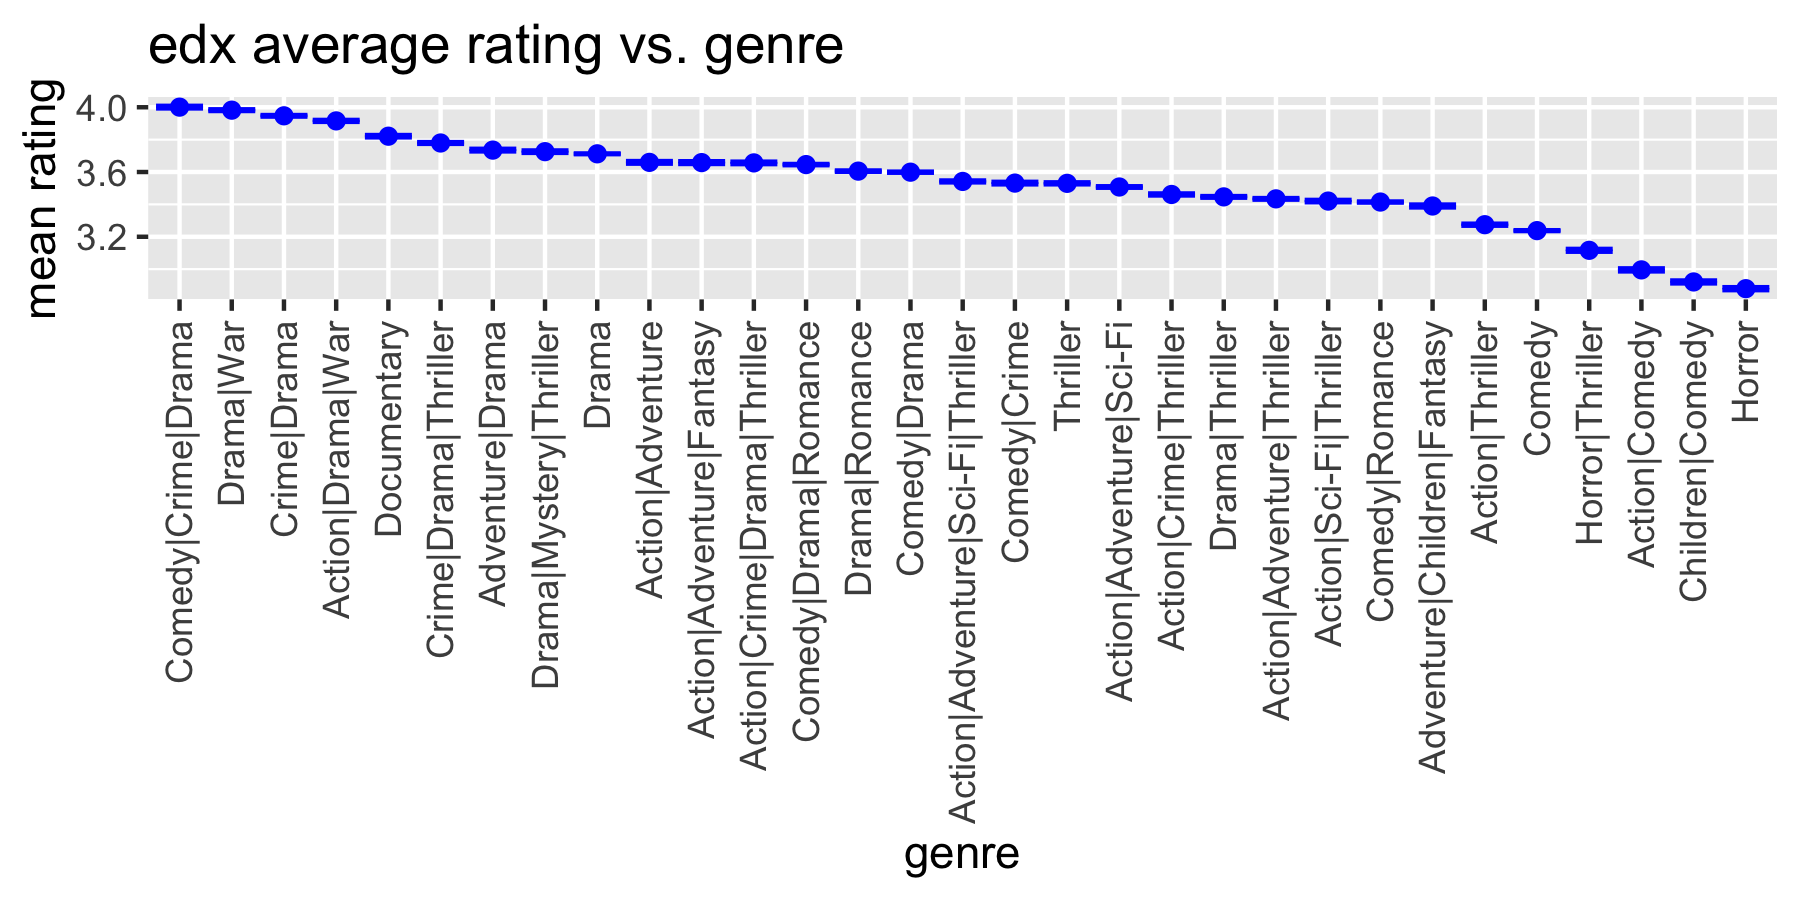 edx average rating vs. genre
mean rating
4.0
3.6
3.2
Comedy|Crime|Drama
Drama|War
Crime|Drama
Action|Drama|War
Documentary
Crime|Drama|Thriller
Adventure|Drama
Drama|Mystery|Thriller
Drama
Action|Adventure
Action|Adventure|Fantasy
Action|Crime|Drama|Thriller
Comedy|Drama|Romance
Drama|Romance
Comedy|Drama
Action|Adventure|Sci-Fi|Thriller
Comedy|Crime
Thriller
Action|Adventure|Sci-Fi
Action|Crime|Thriller
Drama|Thriller
Action|Adventure|Thriller
Action|Sci-Fi|Thriller
Comedy|Romance
Adventure|Children|Fantasy
Action|Thriller
Comedy
Horror|Thriller
Action|Comedy
Children|Comedy
Horror
genre